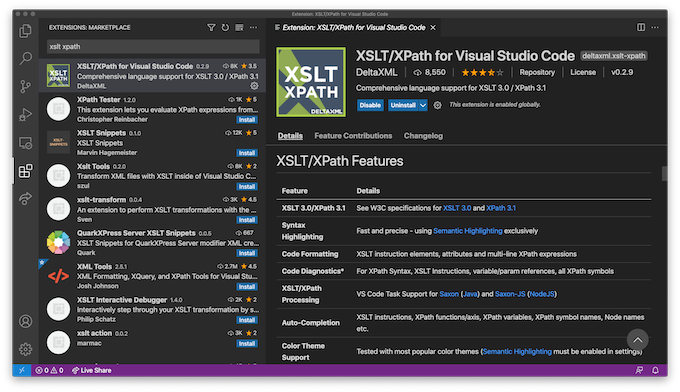 Extension: XSLT/XPath for Visual Studio Code
EXTENSIONS: MARKETPLACE
xslt xpath
XSLT XPATH
XSLT/XPath for Visual Studio Code 0.2.9 8K 3.5
Comprehensive language support for XSLT 3.0 / XPath 3.1
DeltaXML
XPath Tester 1.2.0 1K 5
This extension lets you evaluate XPath expressions from...
Christopher Reinbacher Install
XSLT Snippets 0.1.0 12K 5
XSLT Snippets
Marvin Hagemeister Install
Xslt Tools 0.2.0 6K 2
Transform XML files with XSLT inside of Visual Studio C...
szul Install
xslt-transform 0.0.4 3K 4.5
An extension to perform XSLT transformations with the ...
Sven Install
QuarkXPress Server XSLT Snippets 0.0.5 667
XSLT Snippets for QuarkXPress Server modifier XML cre...
Quark Install
XML Tools 2.5.1 2.7M 4.5
XML Formatting, XQuery, and XPath Tools for Visual Stu...
Josh Johnson Install
XSLT Interactive Debugger 1.4.0 2K 2
Interactively step through your XSLT transformation by s...
Philip Schatz Install
xslt action 0.0.2 3K 2
marmac Install
Extension: XSLT/XPath for Visual Studio Code
XSLT
XPATH
XSLT/XPath for Visual Studio Code deltaxml.xslt-xpath
DeltaXML 8,550 Repository License v0.2.9
Comprehensive language support for XSLT 3.0 / XPath 3.1
Disable Uninstall This extension is enabled globally.
Details Feature Contributions Changelog
XSLT/XPath Features
Feature Details
XSLT 3.0/XPath 3.1 See W3C specifications for XSLT 3.0 and XPath 3.1
Syntax Highlighting Fast and precise - using Semantic Highlighting exclusively
Code Formatting XSLT instruction elements, attributes and multi-line XPath expressions
Code Diagnostics* For XPath Syntax, XSLT Instructions, variable/param references, all XPath symbols
XSLT/XPath Processing VS Code Task Support for Saxon (Java) and Saxon-JS (NodeJS)
Auto-Completion XSLT instructions, XPath functions/axis, XPath variables, XPath symbol names, Node names etc.
Color Theme Support Tested with most popular color themes (Semantic Highlighting must be enabled in settings)
0 0 Live Share